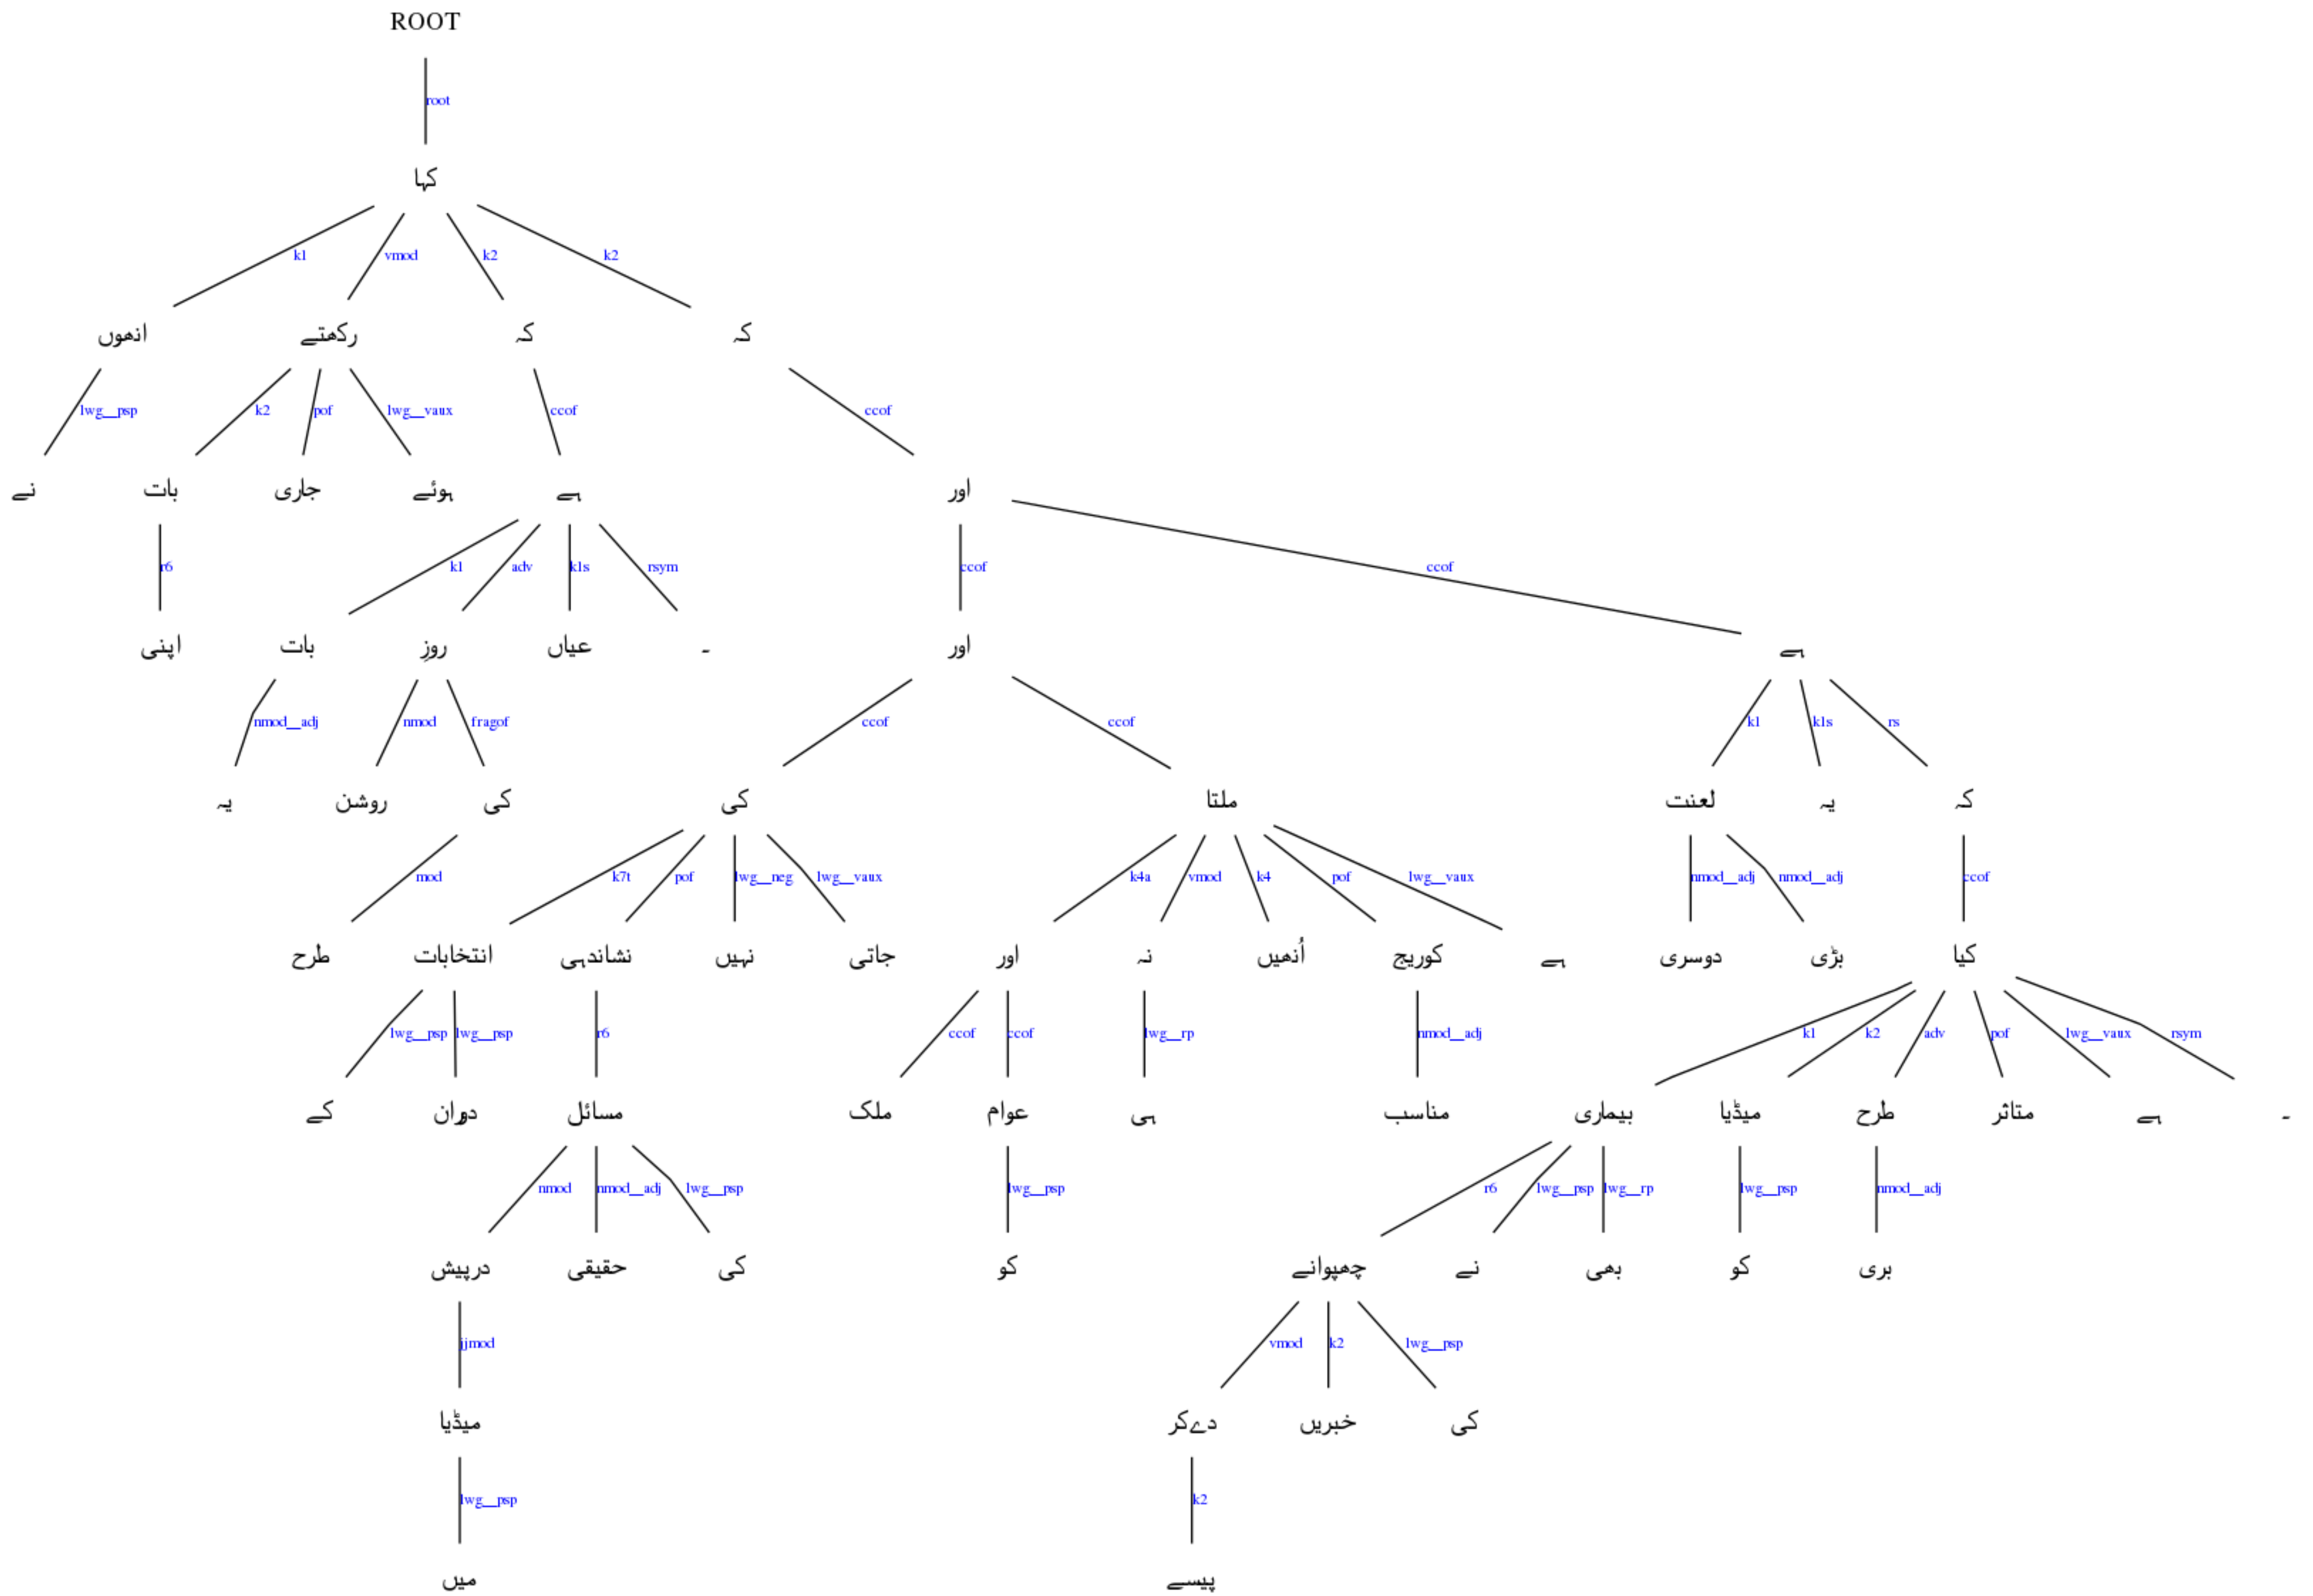 ROOT
root
کہا
k1 vmod k2 k2
انھوں رکھتے کہ کہ
lwg__psp k2 pof lwg__vaux ccof ccof
نے بات جاری ہوئے ہے اور
r6 k1 adv k1s rsym ccof ccof
اپنی بات روزِ عیاں ۔ اور ہے
nmod__adj nmod fragof ccof ccof k1 k1s rs
یہ روشن کی کی ملتا لعنت یہ کہ
mod k7t pof lwg__neg lwg__vaux k4a vmod k4 pof lwg__vaux nmod__adj nmod__adj ccof
طرح انتخابات نشاندہی نہیں جاتی اور نہ اُنھیں کوریج ہے دوسری بڑی کیا
lwg__psp lwg__psp r6 ccof ccof lwg__rp nmod__adj k1 k2 adv pof lwg__vaux rsym
کے دوران مسائل ملک عوام ہی مناسب بیماری میڈیا طرح متاثر ہے ۔
nmod nmod__adj lwg__psp lwg__psp r6 lwg__psp lwg__rp lwg__psp nmod__adj
درپیش حقیقی کی کو چھپوانے نے بھی کو بری
jjmod vmod k2 lwg__psp
میڈیا دےکر خبریں کی
lwg__psp k2
میں پیسے